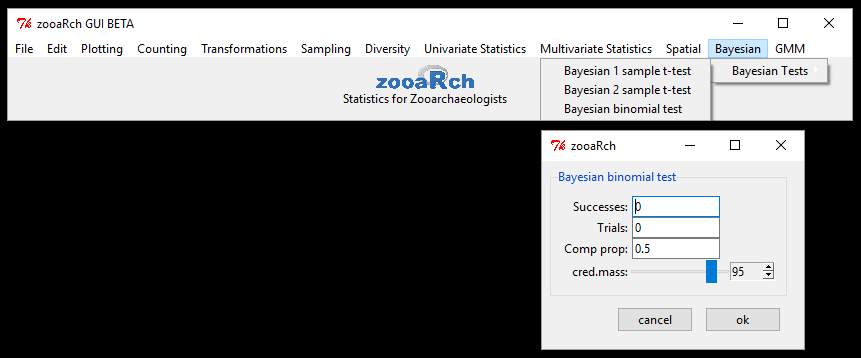 zooaRch GUI BETA
File Edit Plotting Counting Transformations Sampling Diversity Univariate Statistics Multivariate Statistics Spatial Bayesian GMM
zooaRch
Statistics for Zooarchaeologists
Bayesian 1 sample t-test
Bayesian 2 sample t-test
Bayesian binomial test
Bayesian Tests
zooaRch
Bayesian binomial test
Successes: 0
Trials: 0
Comp prop: 0.5
cred.mass: 95
cancel ok